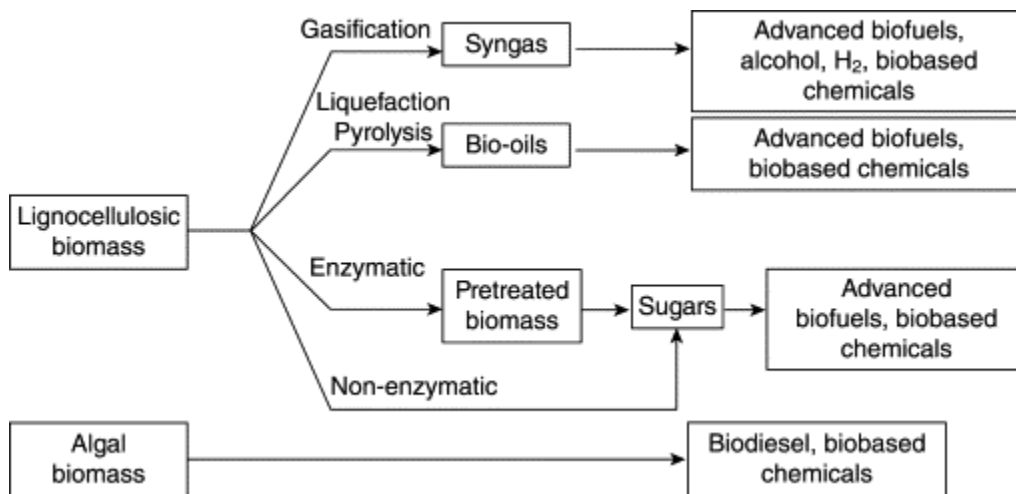 Gasification
Syngas
Advanced biofuels,
alcohol, H₂, biobased
chemicals
Liquefaction
Pyrolysis
Bio-oils
Advanced biofuels,
biobased chemicals
Lignocellulosic
biomass
Enzymatic
Pretreated
biomass
Sugars
Advanced
biofuels, biobased
chemicals
Non-enzymatic
Algal
biomass
Biodiesel, biobased
chemicals